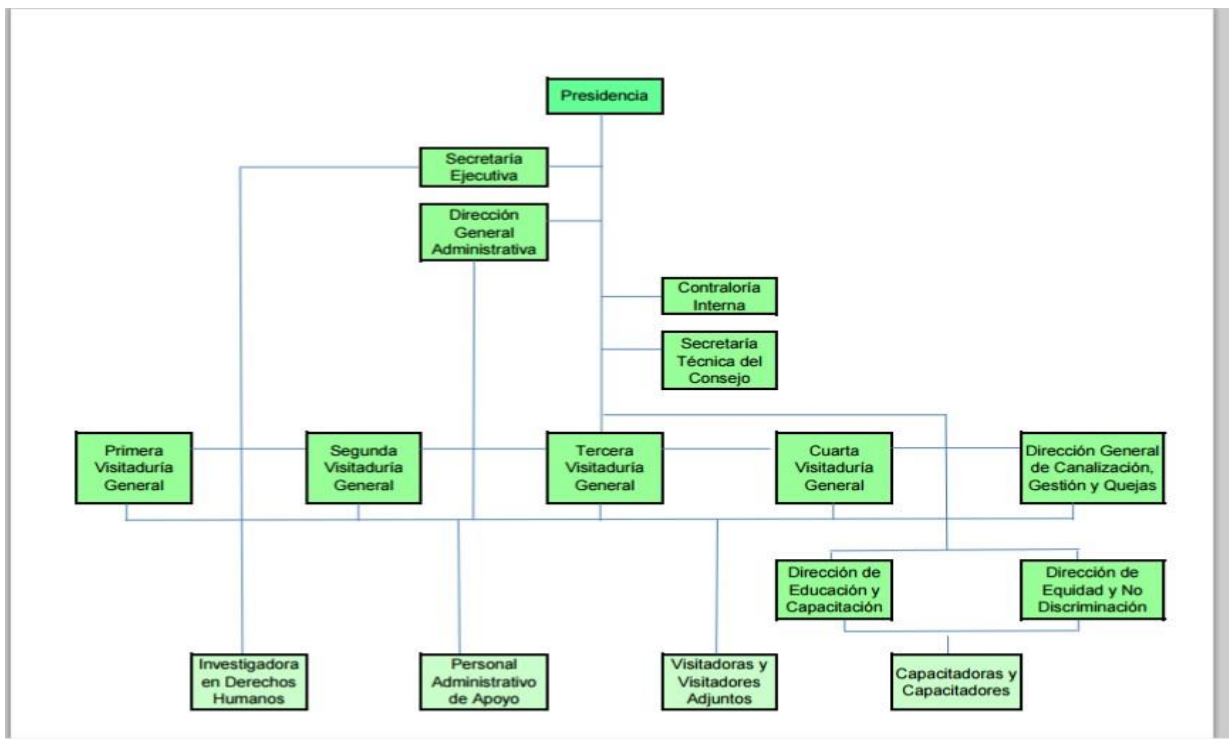 Presidencia
Secretaría
Ejecutiva
Dirección
General
Administrativa
Contraloría
Interna
Secretaría
Técnica del
Consejo
Primera
Visitaduría
General
Segunda
Visitaduría
General
Tercera
Visitaduría
General
Cuarta
Visitaduría
General
Dirección General
de Canalización,
Gestión y Quejas
Dirección de
Educación y
Capacitación
Dirección de
Equidad y No
Discriminación
Investigadora
en Derechos
Humanos
Personal
Administrativo
de Apoyo
Visitadoras y
Visitadores
Adjuntos
Capacitadoras y
Capacitadores